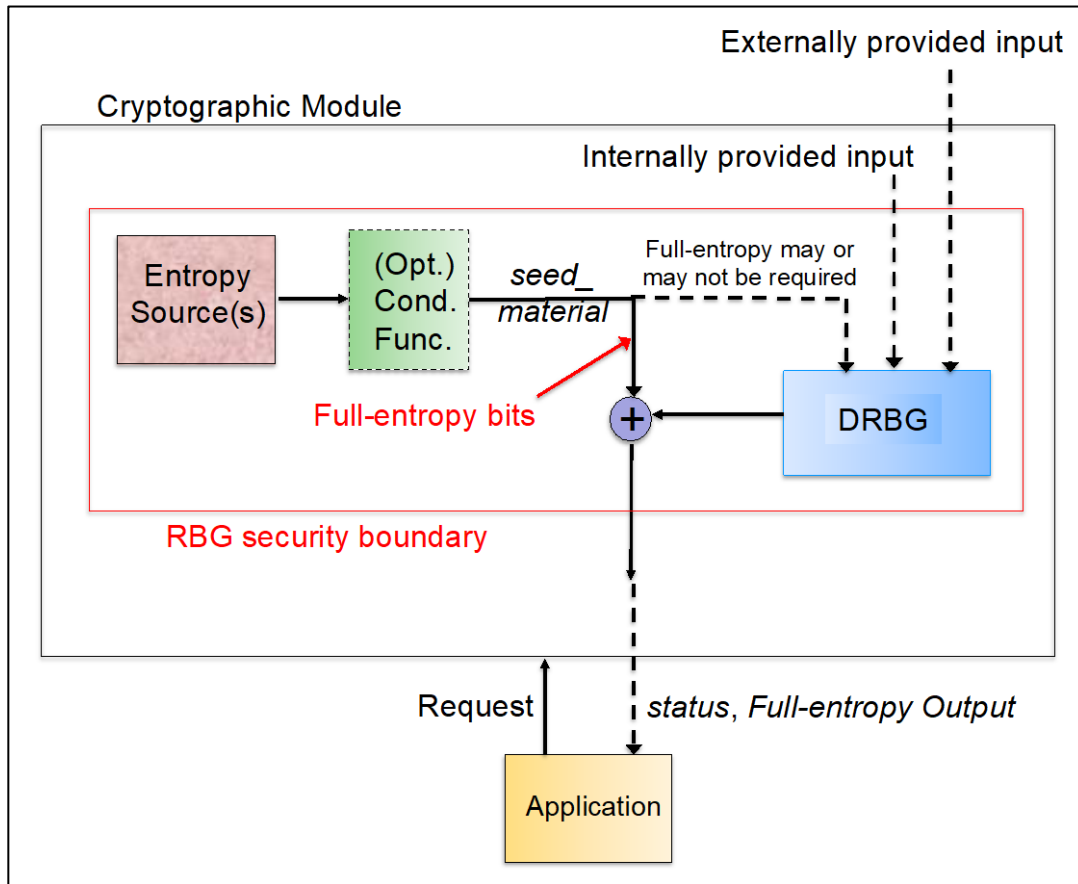 Externally provided input
Cryptographic Module
Internally provided input
Entropy
Source(s)
(Opt.)
Cond.
Func.
seed_
material
Full-entropy may or
may not be required
Full-entropy bits
+
DRBG
RBG security boundary
Request
status, Full-entropy Output
Application